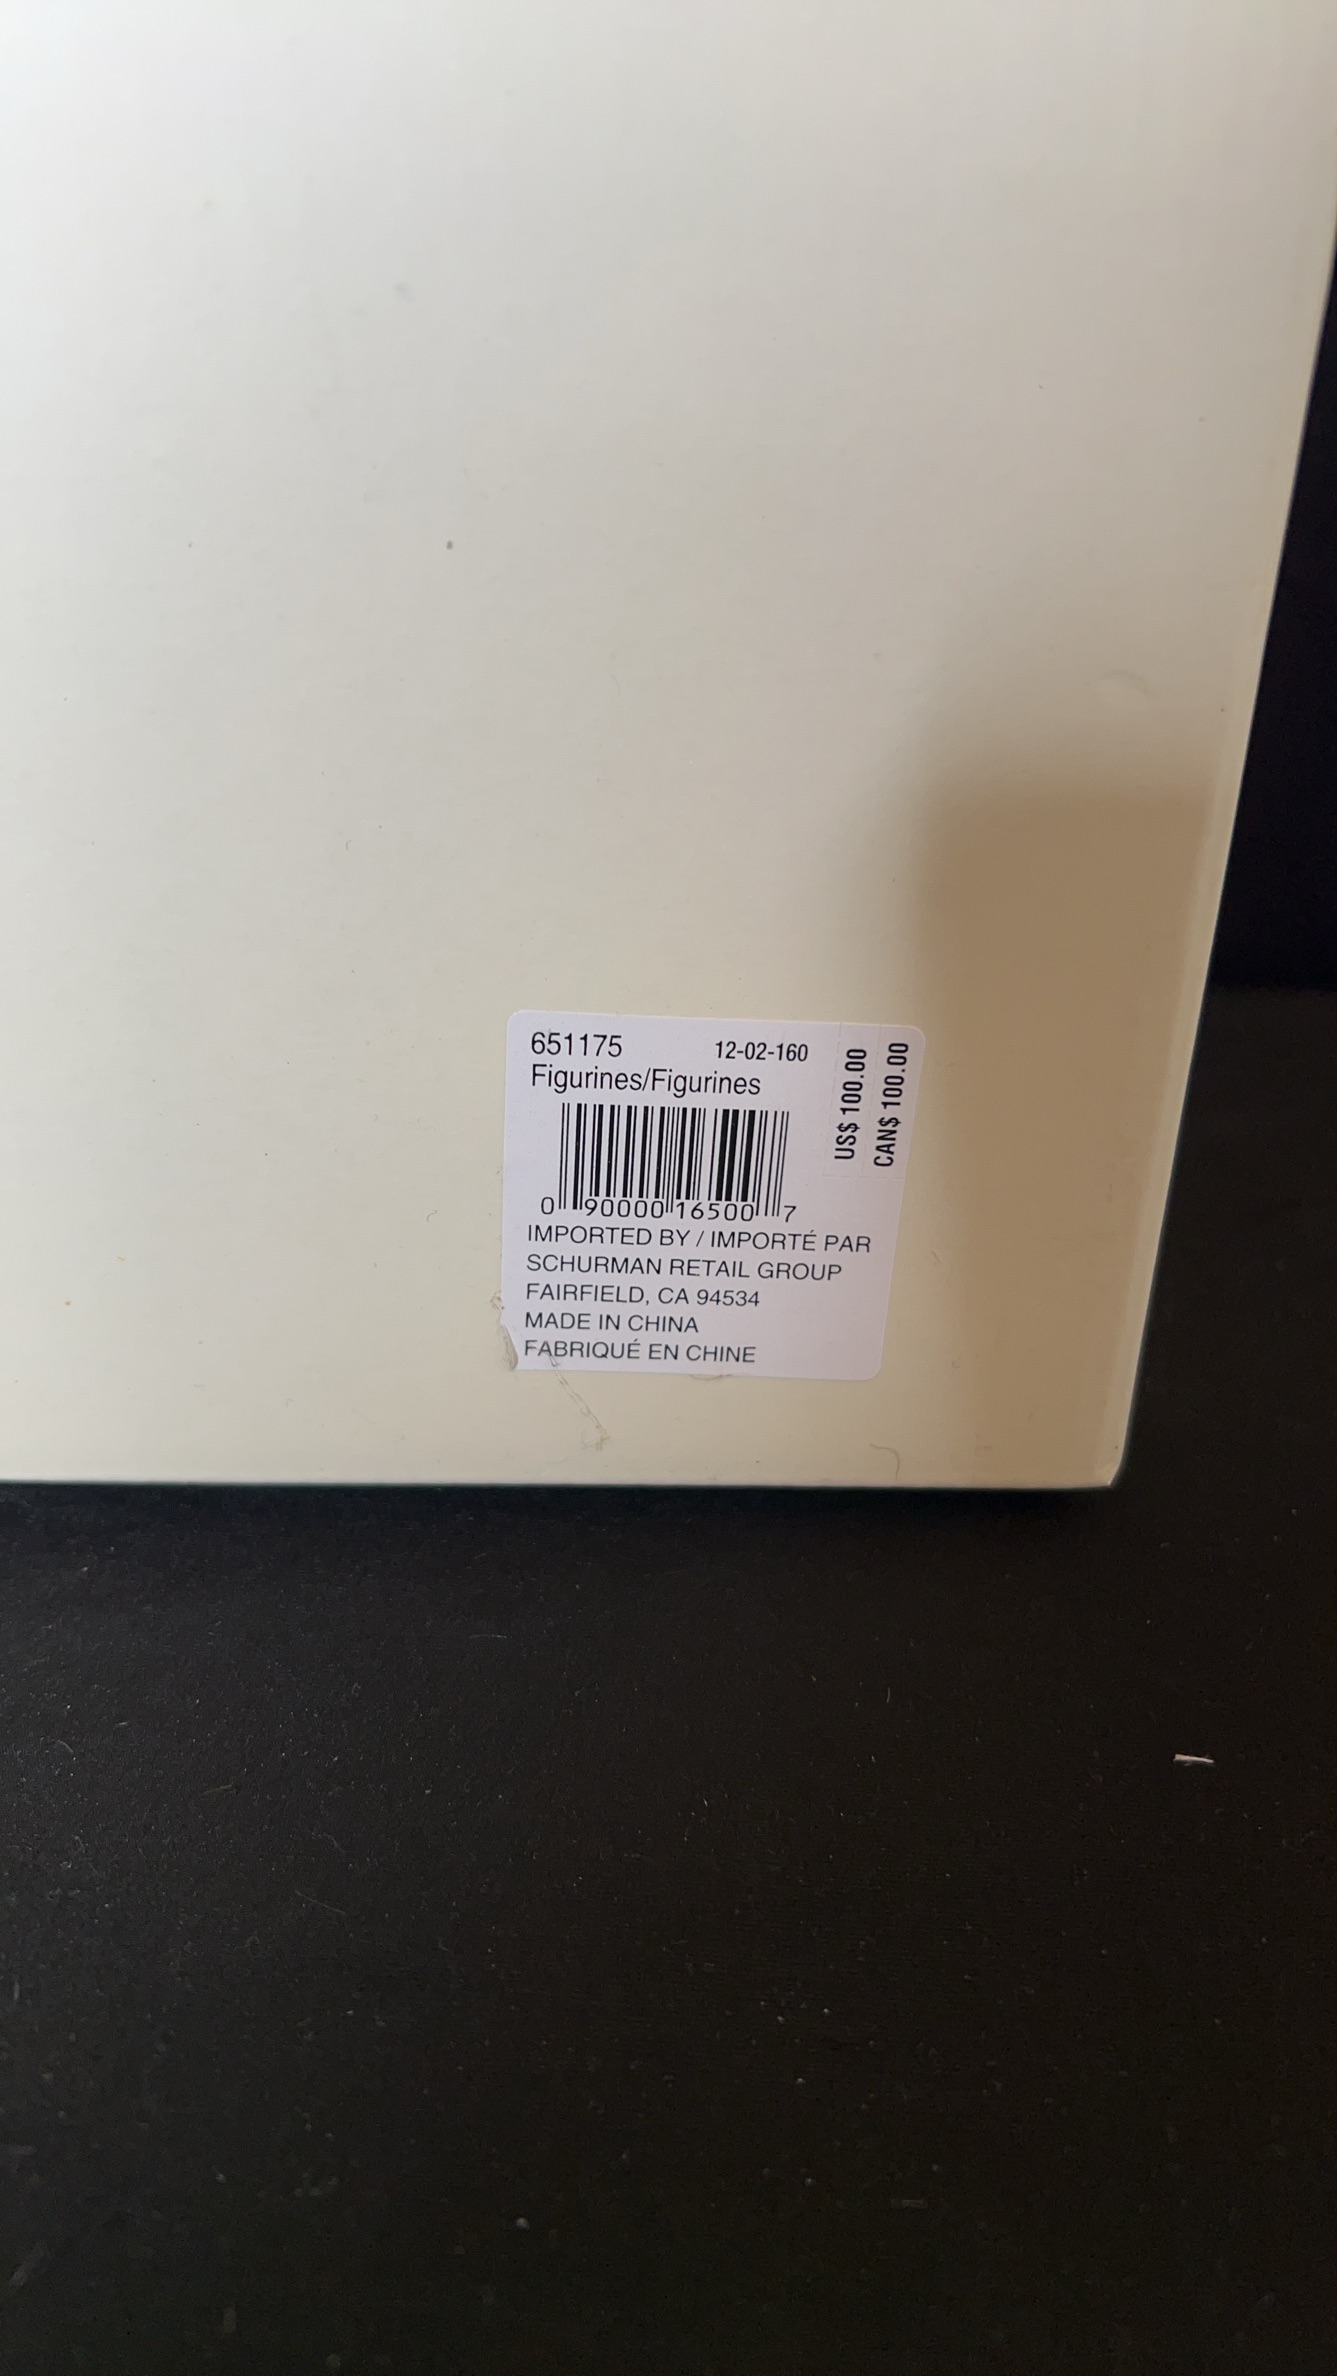 651175 12-02-160
Figurines/Figurines
US$ 100.00
CAN$ 100.00
0 90000 16500 7
IMPORTED BY / IMPORTÉ PAR
SCHURMAN RETAIL GROUP
FAIRFIELD, CA 94534
MADE IN CHINA
FABRIQUÉ EN CHINE